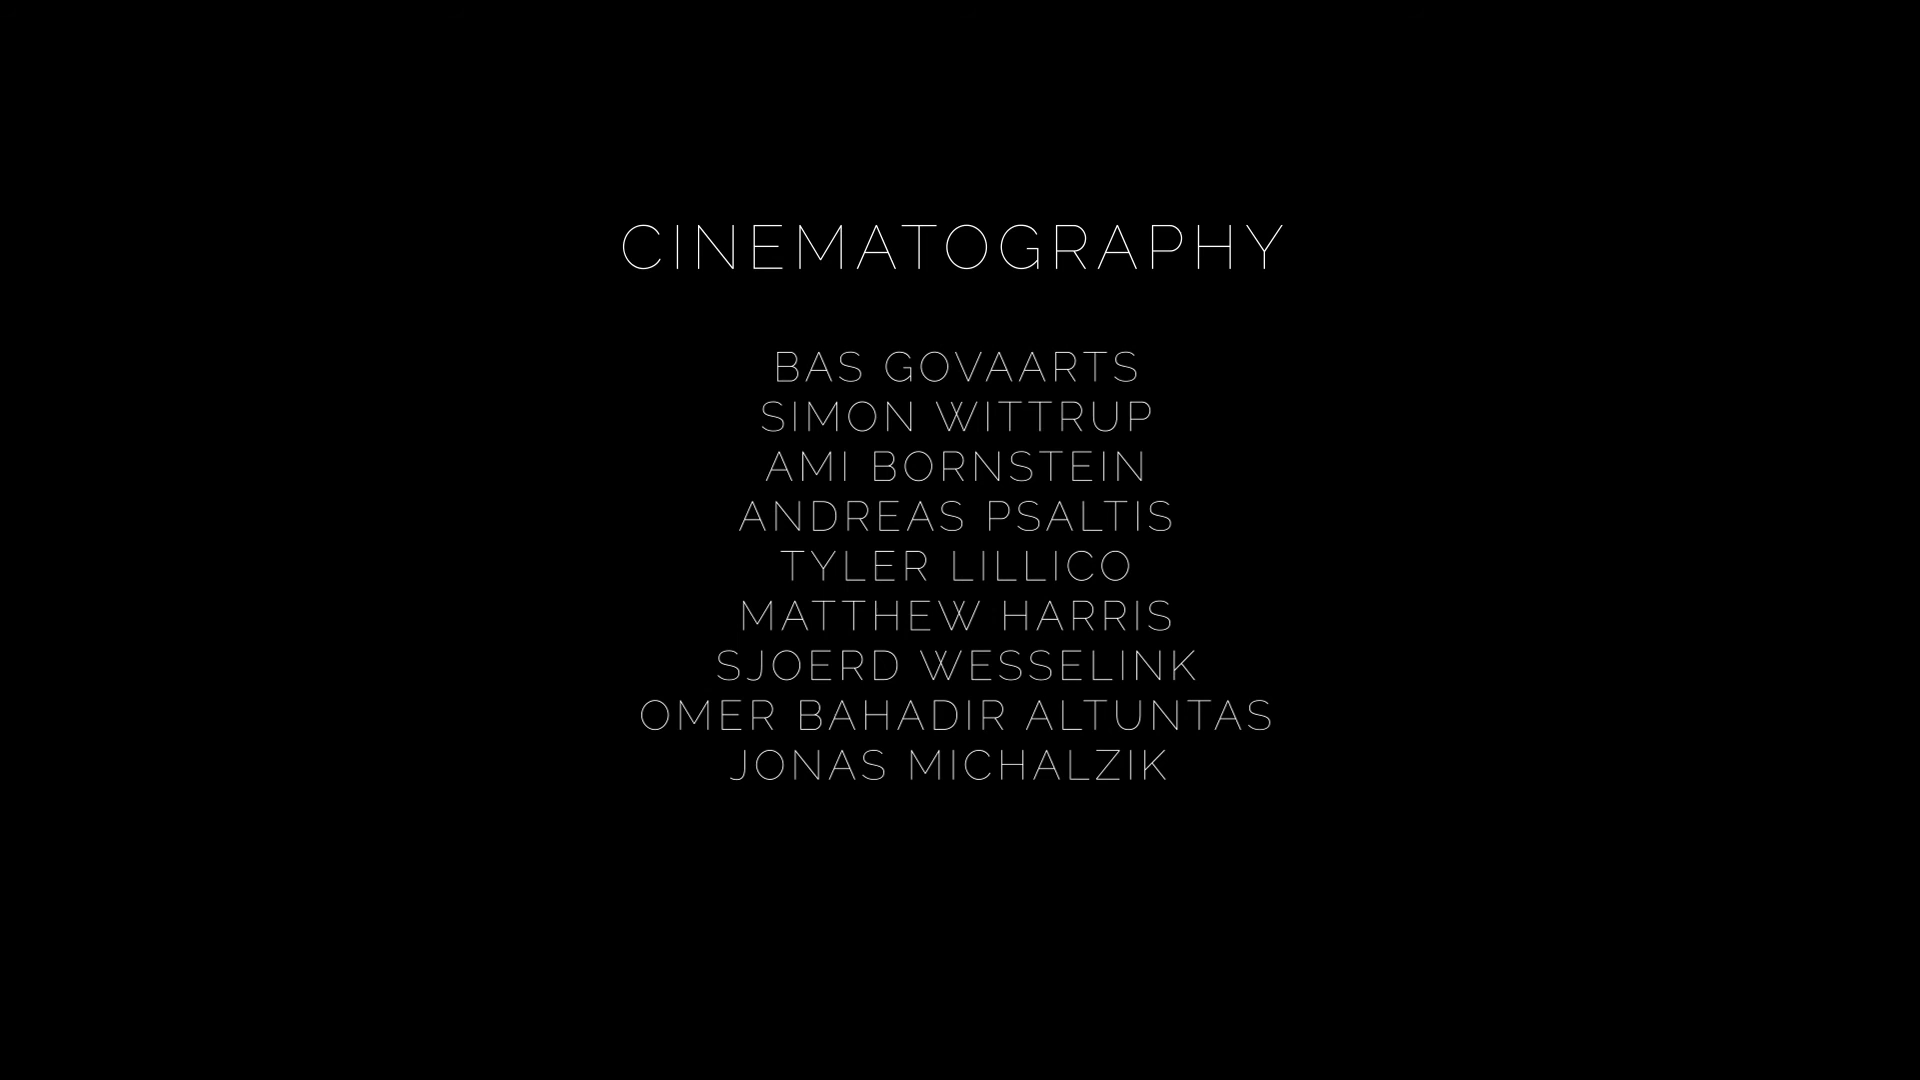 CINEMATOGRAPHY
BAS GOVAARTS
SIMON WITTRUP
AMI BORNSTEIN
ANDREAS PSALTIS
TYLER LILLICO
MATTHEW HARRIS
SJOERD WESSELINK
OMER BAHADIR ALTUNTAS
JONAS MICHALZIK